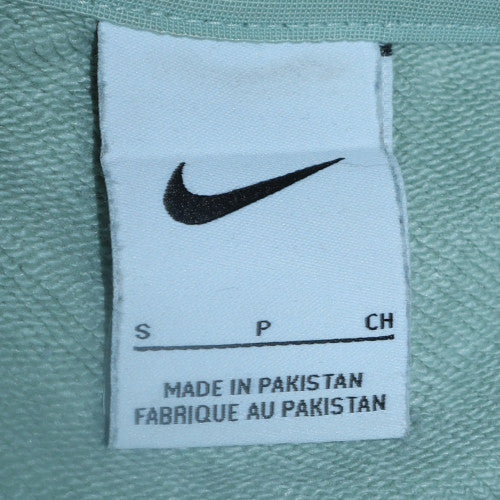 S P CH
MADE IN PAKISTAN
FABRIQUE AU PAKISTAN